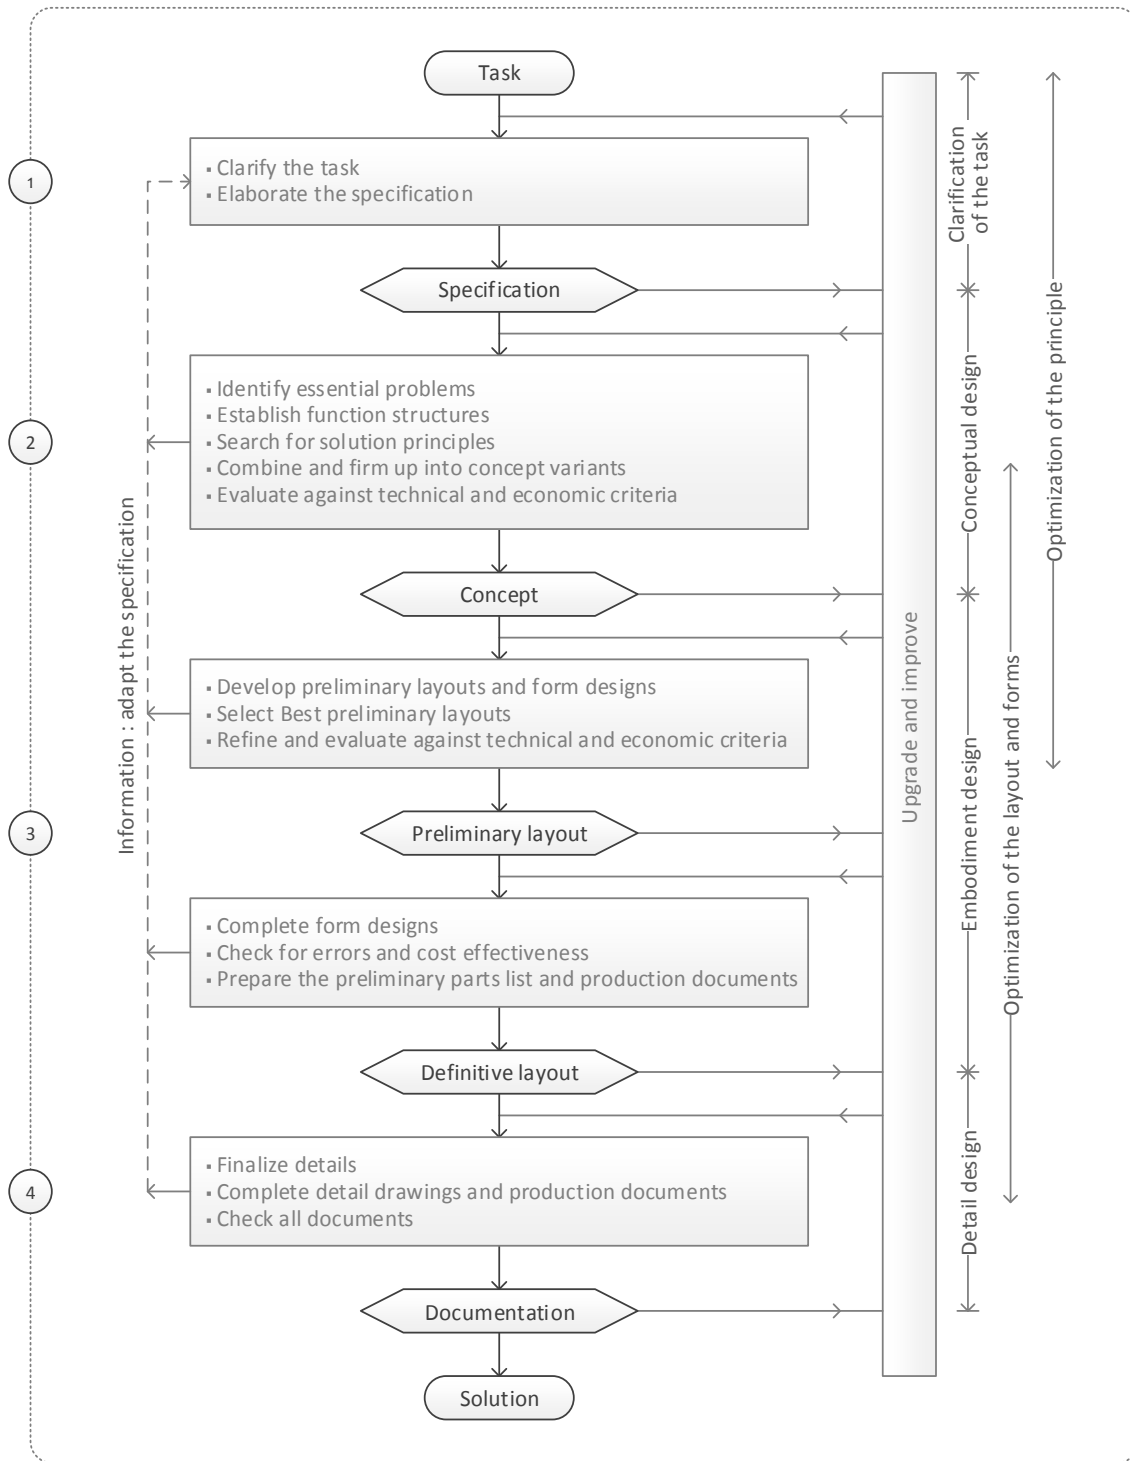 Task
1
▪ Clarify the task
▪ Elaborate the specification
Specification
2
▪ Identify essential problems
▪ Establish function structures
▪ Search for solution principles
▪ Combine and firm up into concept variants
▪ Evaluate against technical and economic criteria
Concept
▪ Develop preliminary layouts and form designs
▪ Select Best preliminary layouts
▪ Refine and evaluate against technical and economic criteria
3
Preliminary layout
▪ Complete form designs
▪ Check for errors and cost effectiveness
▪ Prepare the preliminary parts list and production documents
Definitive layout
4
▪ Finalize details
▪ Complete detail drawings and production documents
▪ Check all documents
Documentation
Solution
Information : adapt the specification
Upgrade and improve
Clarification
of the task
Conceptual design
Embodiment design
Detail design
Optimization of the layout and forms
Optimization of the principle